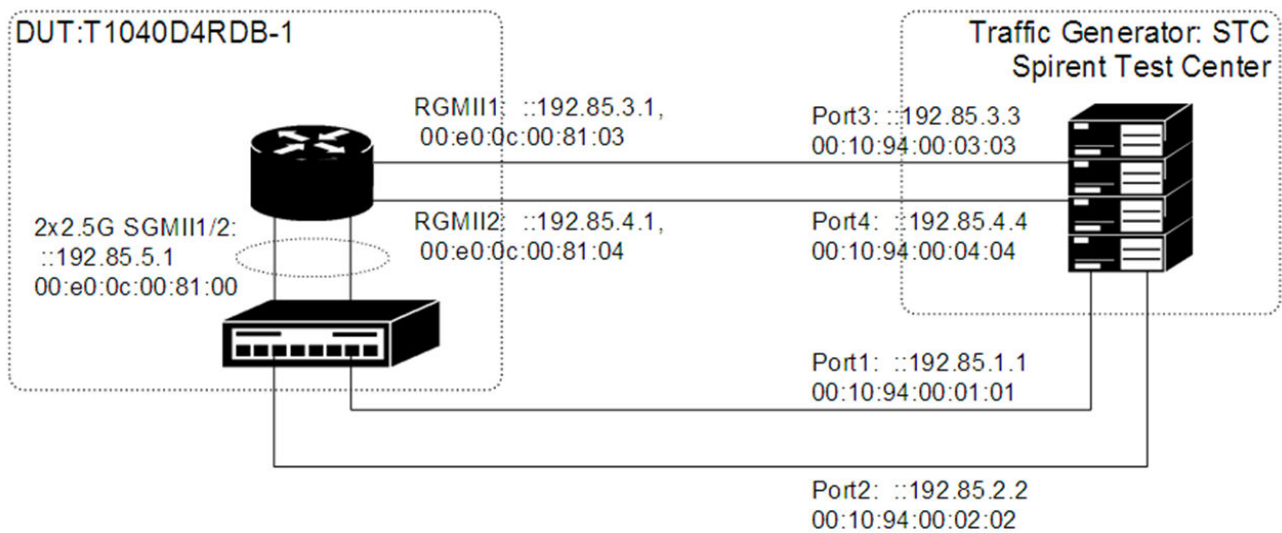 DUT:T1040D4RDB-1
Traffic Generator: STC
Spirent Test Center
RGMII1: ::192.85.3.1,
00:e0:0c:00:81:03
Port3: ::192.85.3.3
00:10:94:00:03:03
2x2.5G SGMII1/2:
::192.85.5.1
00:e0:0c:00:81:00
RGMII2: ::192.85.4.1,
00:e0:0c:00:81:04
Port4: ::192.85.4.4
00:10:94:00:04:04
Port1: ::192.85.1.1
00:10:94:00:01:01
Port2: ::192.85.2.2
00:10:94:00:02:02